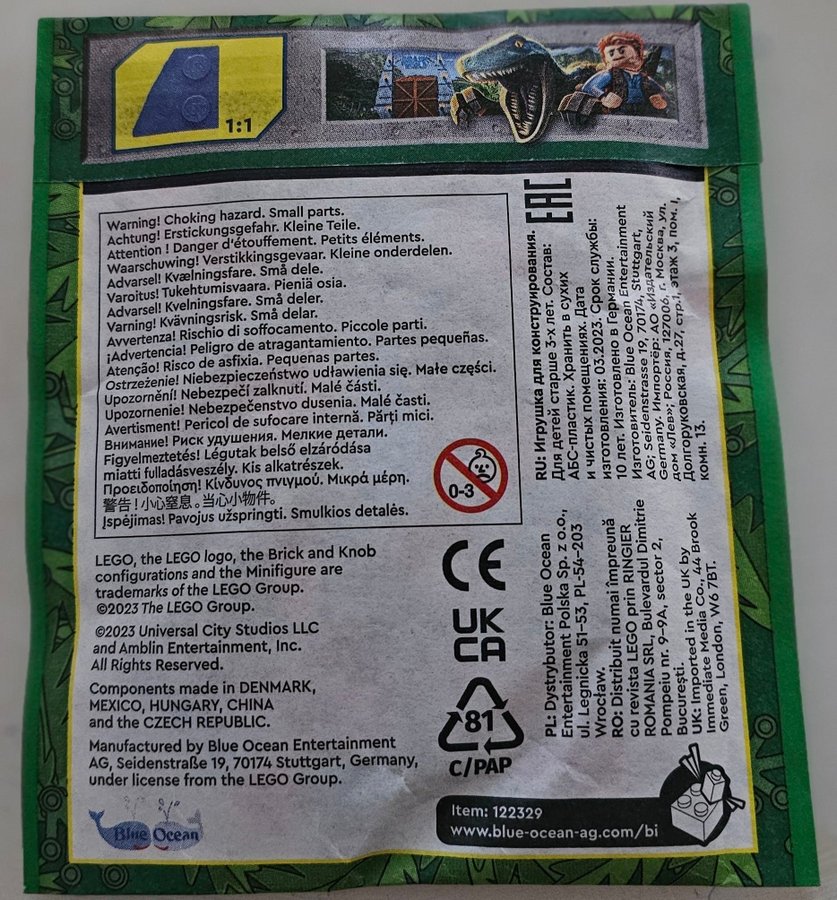 1:1
Warning! Choking hazard. Small parts.
Achtung! Erstickungsgefahr. Kleine Teile.
Attention ! Danger d'étouffement. Petits éléments.
Waarschuwing! Verstikkingsgevaar. Kleine onderdelen.
Advarsel! Kvælningsfare. Små dele.
Varoitus! Tukehtumisvaara. Pieniä osia.
Advarsel! Kvelningsfare. Små deler.
Varning! Kvävningsrisk. Små delar.
Avvertenza! Rischio di soffocamento. Piccole parti.
¡Advertencia! Peligro de atragantamiento. Partes pequeñas.
Atenção! Risco de asfixia. Pequenas partes.
Ostrzeżenie! Niebezpieczeństwo udławienia się. Małe części.
Upozornění! Nebezpečí zalknutí. Malé části.
Upozornenie! Nebezpečenstvo dusenia. Malé časti.
Avertisment! Pericol de sufocare internă. Părți mici.
Внимание! Риск удушения. Мелкие детали.
Figyelmeztetés! Légutak belső elzáródása
miatti fulladásveszély. Kis alkatrészek.
Προειδοποίηση! Κίνδυνος πνιγμού. Μικρά μέρη.
警告！小心窒息。当心小物件。
Įspėjimas! Pavojus užspringti. Smulkios detalės.
0-3
LEGO, the LEGO logo, the Brick and Knob
configurations and the Minifigure are
trademarks of the LEGO Group.
©2023 The LEGO Group.
©2023 Universal City Studios LLC
and Amblin Entertainment, Inc.
All Rights Reserved.
Components made in DENMARK,
MEXICO, HUNGARY, CHINA
and the CZECH REPUBLIC.
Manufactured by Blue Ocean Entertainment
AG, Seidenstraße 19, 70174 Stuttgart, Germany,
under license from the LEGO Group.
Blue Ocean
CE
UK
CA
81
C/PAP
EAC
RU: Игрушка для конструирования.
Для детей старше 3-х лет. Состав:
АБС-пластик. Хранить в сухих
и чистых помещениях. Дата
изготовления: 03.2023. Срок службы:
10 лет. Изготовлено в Германии.
Изготовитель: Blue Ocean Entertainment
AG; Seidenstrasse 19, 70174, Stuttgart,
Germany. Импортёр: АО «Издательский
дом «Лев»; Россия, 127006, г. Москва, ул.
Долгоруковская, д.27, стр.1, этаж 3, пом. I,
комн. 13.
PL: Dystrybutor: Blue Ocean
Entertainment Polska Sp. z o.o.,
ul. Legnicka 51-53, PL-54-203
Wrocław.
RO: Distribuit numai împreună
cu revista LEGO prin RINGIER
ROMANIA SRL, Bulevardul Dimitrie
Pompeiu nr. 9-9A, sector 2,
București.
UK: Imported in the UK by
Immediate Media Co., 44 Brook
Green, London, W6 7BT.
Item: 122329
www.blue-ocean-ag.com/bi